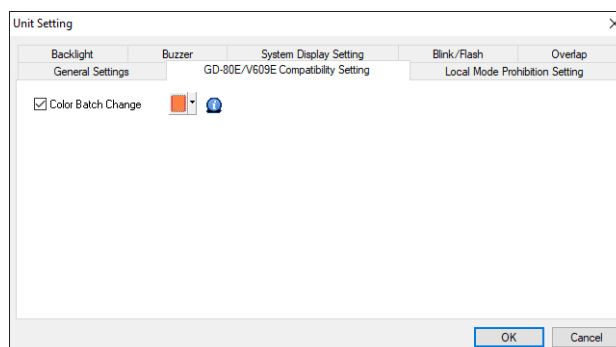 Unit Setting
Backlight Buzzer System Display Setting Blink/Flash Overlap
General Settings GD-80E/V609E Compatibility Setting Local Mode Prohibition Setting
Color Batch Change
OK Cancel